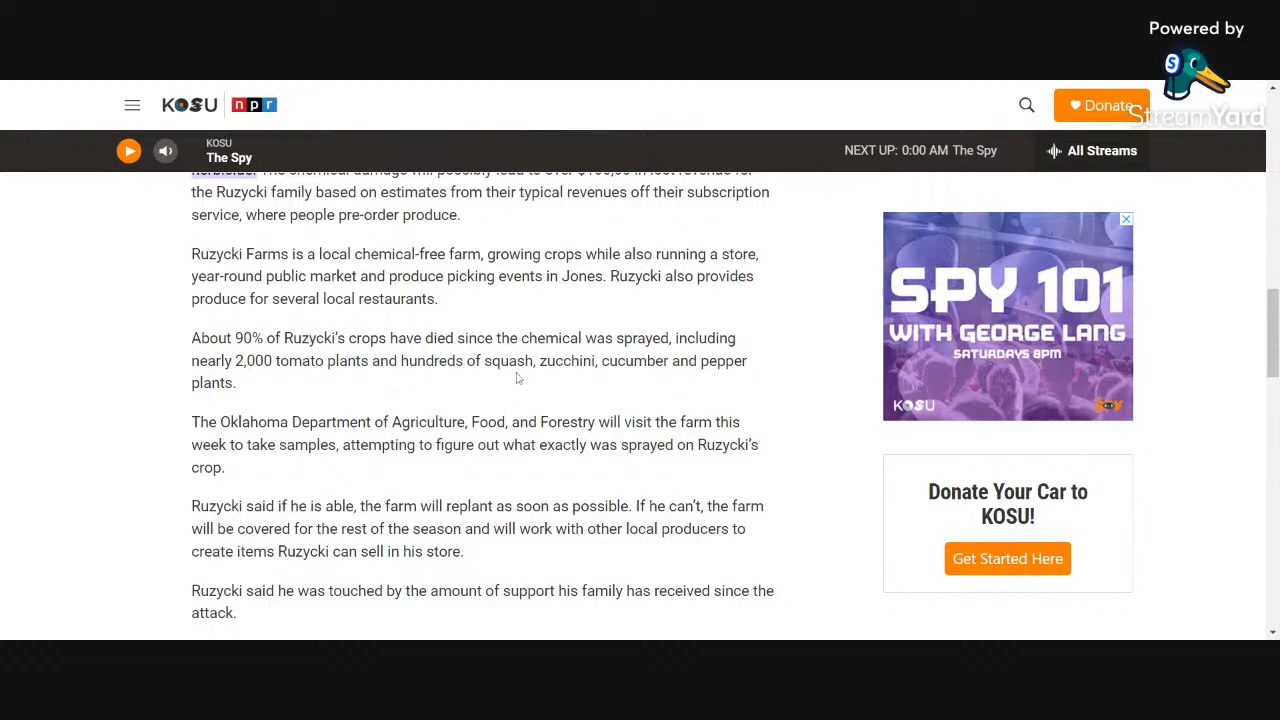 Powered by
S
StreamYard
KOSU npr
Donate
KOSU
The Spy
NEXT UP: 0:00 AM The Spy
All Streams
the Ruzycki family based on estimates from their typical revenues off their subscription
service, where people pre-order produce.
Ruzycki Farms is a local chemical-free farm, growing crops while also running a store,
year-round public market and produce picking events in Jones. Ruzycki also provides
produce for several local restaurants.
About 90% of Ruzycki's crops have died since the chemical was sprayed, including
nearly 2,000 tomato plants and hundreds of squash, zucchini, cucumber and pepper
plants.
The Oklahoma Department of Agriculture, Food, and Forestry will visit the farm this
week to take samples, attempting to figure out what exactly was sprayed on Ruzycki's
crop.
Ruzycki said if he is able, the farm will replant as soon as possible. If he can't, the farm
will be covered for the rest of the season and will work with other local producers to
create items Ruzycki can sell in his store.
Ruzycki said he was touched by the amount of support his family has received since the
attack.
SPY 101
WITH GEORGE LANG
SATURDAYS 8PM
KOSU
SPY
Donate Your Car to
KOSU!
Get Started Here